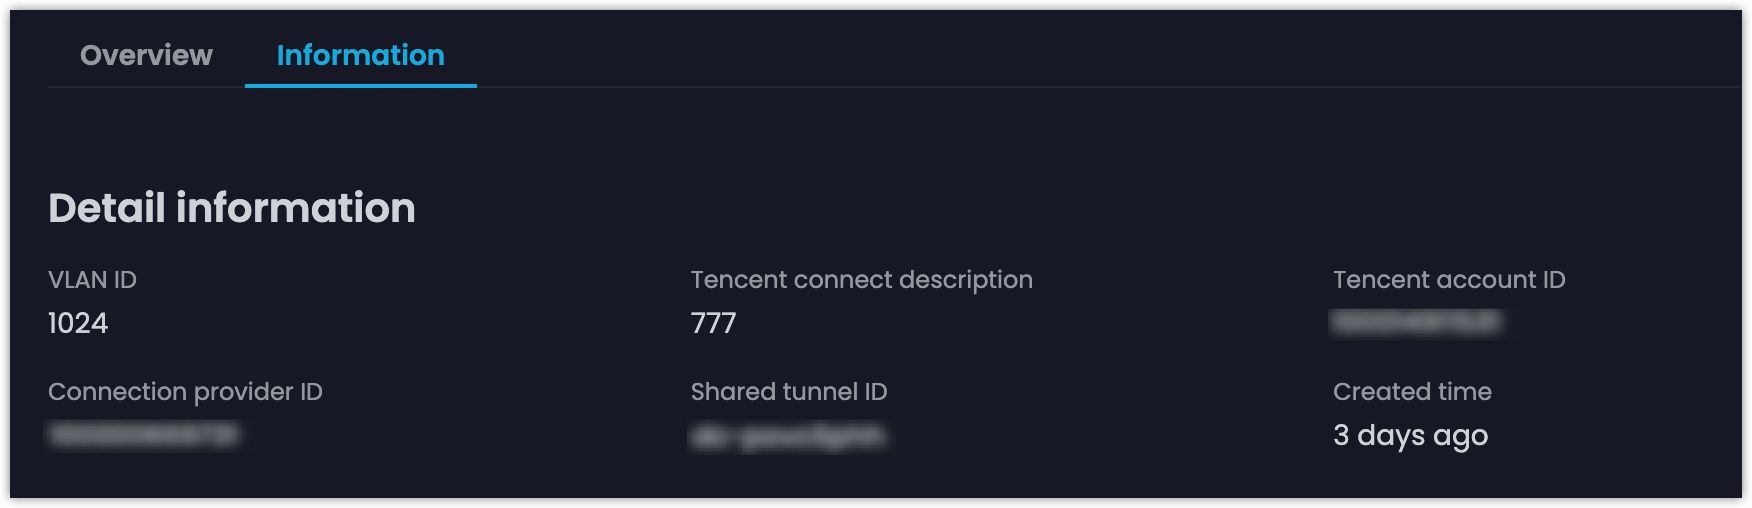 Overview Information
Detail information
VLAN ID Tencent connect description Tencent account ID
1024 777
Connection provider ID Shared tunnel ID Created time
3 days ago